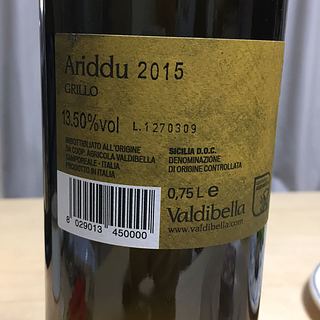 Ariddu 2015
GRILLO
13.50%vol L.1270309
IMBOTTIGLIATO ALL'ORIGINE
DA COOP. AGRICOLA VALDIBELLA
CAMPOREALE - ITALIA
PRODOTTO IN ITALIA
SICILIA D.O.C.
DENOMINAZIONE
DI ORIGINE CONTROLLATA
0,75 L e
Valdibella
www.valdibella.com
8 029013 450000